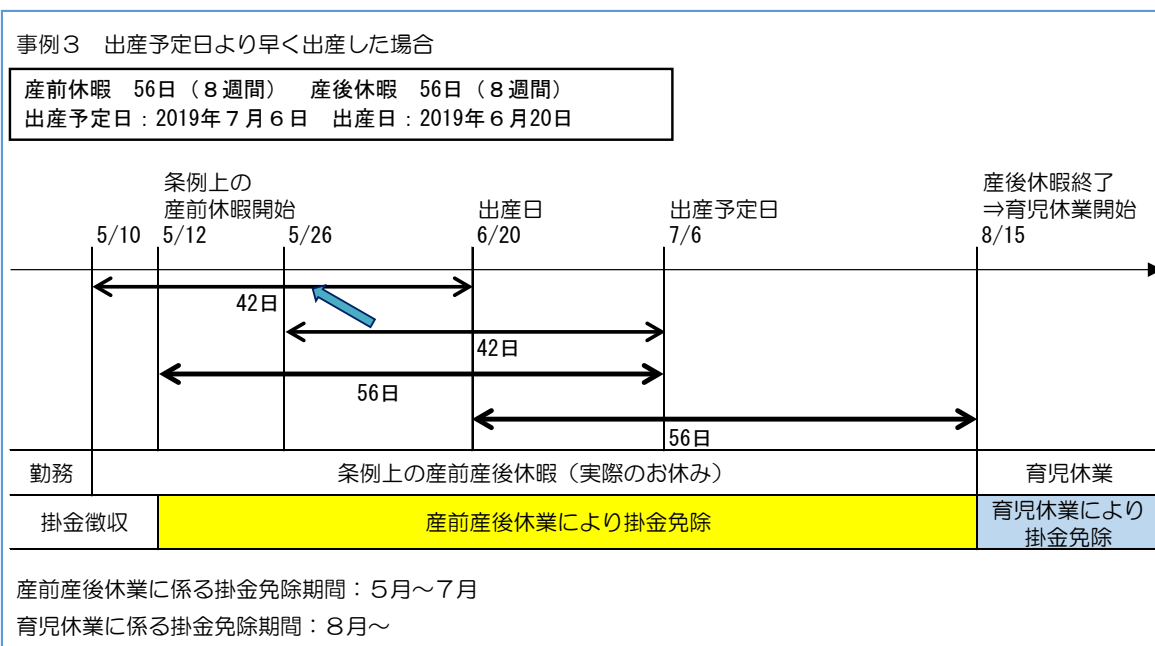 事例３　出産予定日より早く出産した場合
産前休暇　56日（８週間）　産後休暇　56日（８週間）
出産予定日：2019年７月６日　出産日：2019年６月20日
条例上の
産前休暇開始
出産日
出産予定日
産後休暇終了
⇒育児休業開始
5/10 5/12 5/26 6/20 7/6 8/15
42日
42日
56日
56日
勤務 条例上の産前産後休暇（実際のお休み） 育児休業
掛金徴収 産前産後休業により掛金免除 育児休業により
掛金免除
産前産後休業に係る掛金免除期間：５月～７月
育児休業に係る掛金免除期間：８月～